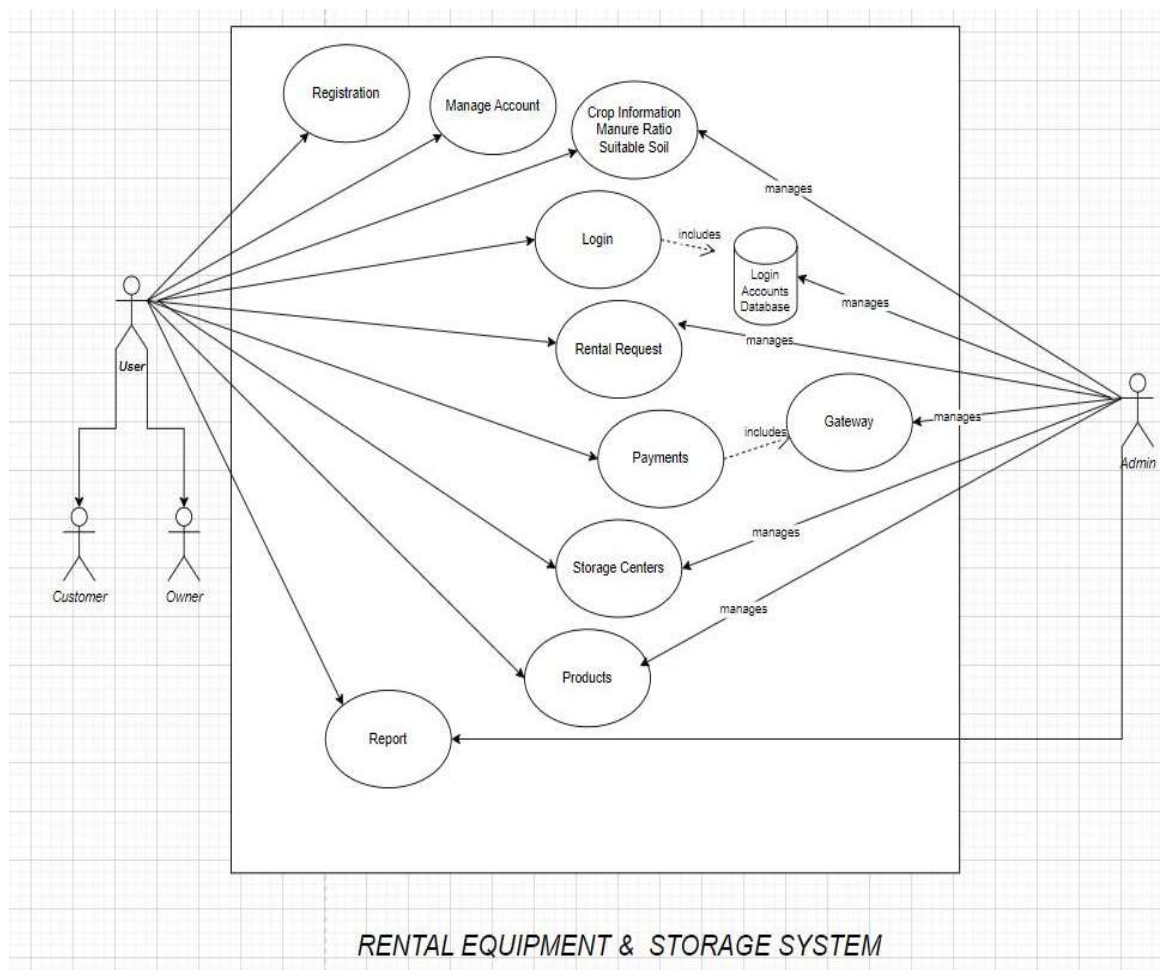 Registration
Manage Account
Crop Information
Manure Ratio
Suitable Soil
manages
Login
includes
Login
Accounts
Database
manages
Rental Request
manages
User
Gateway
manages
includes
Payments
Admin
manages
Storage Centers
Customer
Owner
manages
Products
Report
RENTAL EQUIPMENT & STORAGE SYSTEM